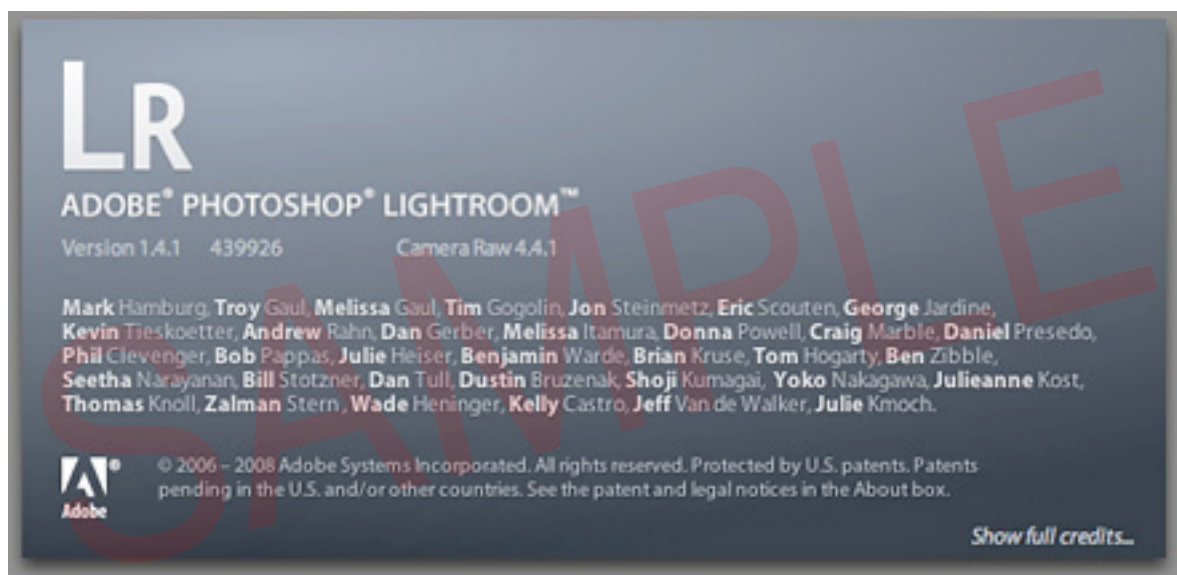 LR
ADOBE® PHOTOSHOP® LIGHTROOM™
Version 1.4.1 439926 Camera Raw 4.4.1
Mark Hamburg, Troy Gaul, Melissa Gaul, Tim Gogolin, Jon Steinmetz, Eric Scouten, George Jardine,
Kevin Tieskoetter, Andrew Rahn, Dan Gerber, Melissa Itamura, Donna Powell, Craig Marble, Daniel Presedo,
Phil Clevenger, Bob Pappas, Julie Heiser, Benjamin Warde, Brian Kruse, Tom Hogarty, Ben Zibble,
Seetha Narayanan, Bill Stotzner, Dan Tull, Dustin Bruzenak, Shoji Kumagai, Yoko Nakagawa, Julieanne Kost,
Thomas Knoll, Zalman Stern, Wade Heninger, Kelly Castro, Jeff Van de Walker, Julie Kmoch.
© 2006 – 2008 Adobe Systems Incorporated. All rights reserved. Protected by U.S. patents. Patents
pending in the U.S. and/or other countries. See the patent and legal notices in the About box.
Adobe
Show full credits...
SAMPLE